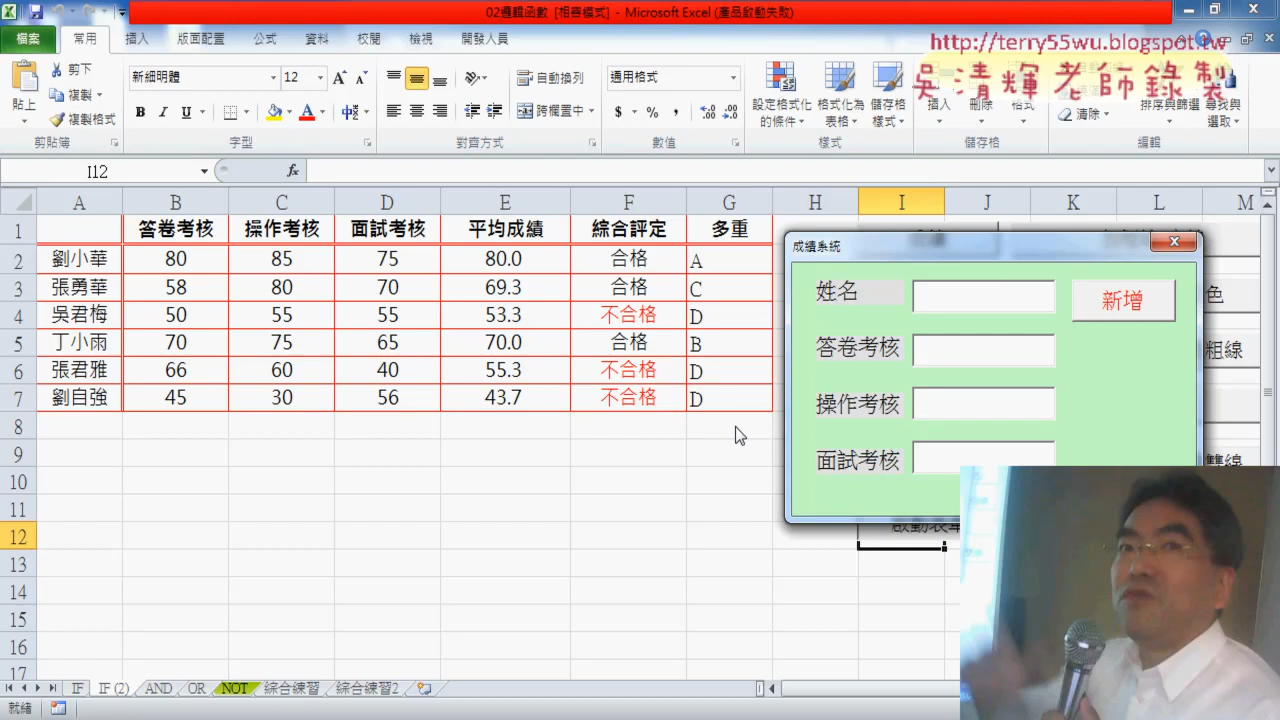 02邏輯函數 [相容模式] - Microsoft Excel (產品啟動失敗)
檔案 常用 插入 版面配置 公式 資料 校閱 檢視 開發人員
http://terry55wu.blogspot.tw
吳清輝老師錄製
貼上 剪下 複製 複製格式 剪貼簿
新細明體 12 B I U 字型
自動換列 跨欄置中 對齊方式
通用格式 $ % , 數值
設定格式化的條件 格式化為表格 儲存格樣式 樣式
插入 刪除 格式 儲存格
清除 排序與篩選 尋找與選取 編輯
I12 fx
A B C D E F G H I J K L M
1 答卷考核 操作考核 面試考核 平均成績 綜合評定 多重
2 劉小華 80 85 75 80.0 合格 A
3 張勇華 58 80 70 69.3 合格 C
4 吳君梅 50 55 55 53.3 不合格 D
5 丁小雨 70 75 65 70.0 合格 B
6 張君雅 66 60 40 55.3 不合格 D
7 劉自強 45 30 56 43.7 不合格 D
8
9
10
11
12
13
14
15
16
17
成績系統
姓名 新增
答卷考核
操作考核
面試考核
色
粗線
雙線
啟動表單
IF IF (2) AND OR NOT 綜合練習 綜合練習2
就緒